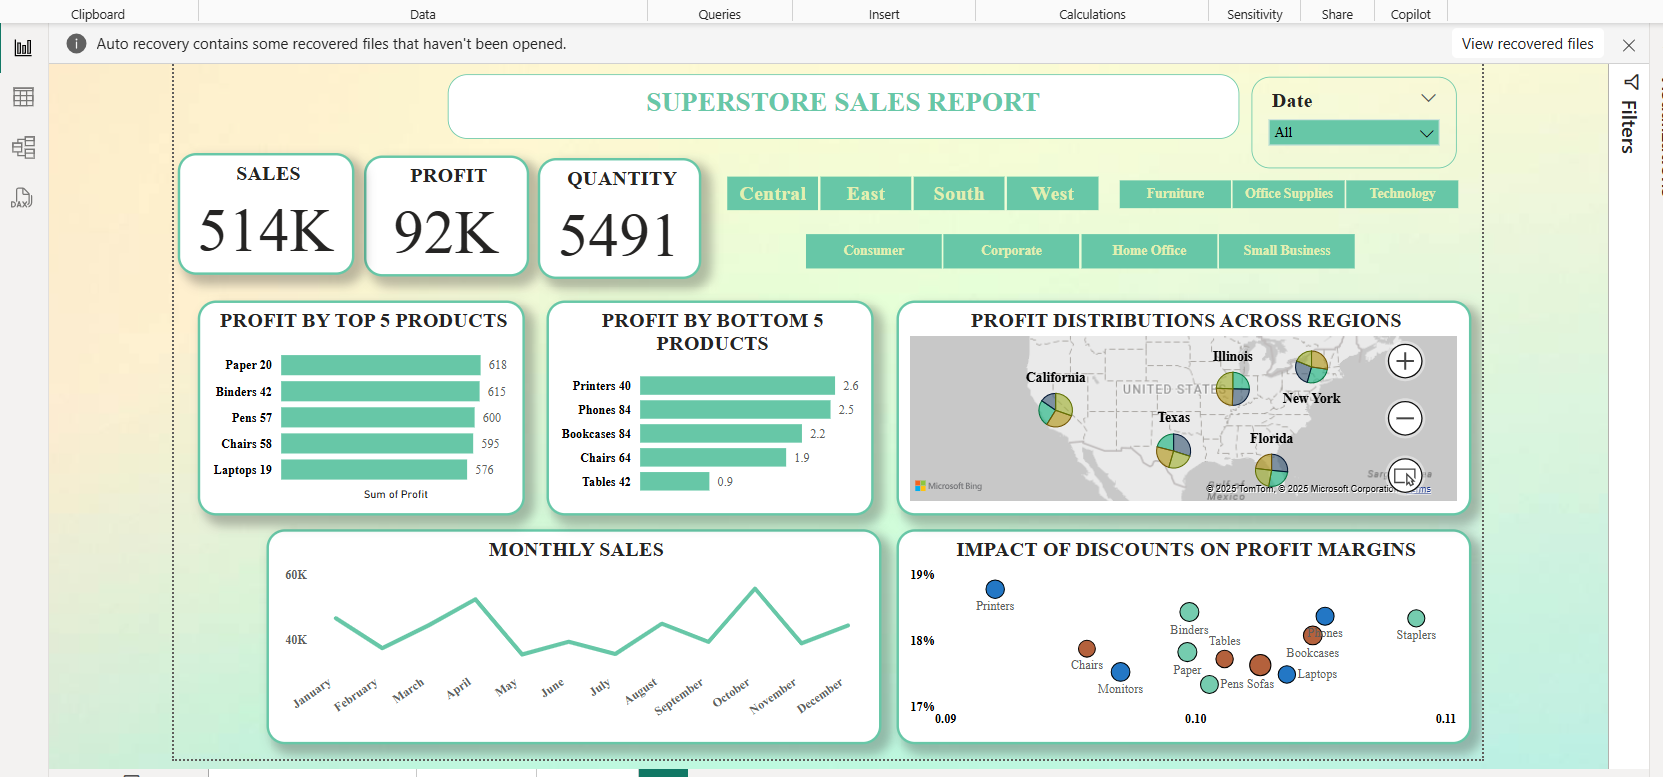 Clipboard
Data
Queries
Insert
Calculations
Sensitivity
Share
Copilot
Auto recovery contains some recovered files that haven't been opened.
View recovered files
Filters
DAX
SUPERSTORE SALES REPORT
Date
All
SALES
514K
PROFIT
92K
QUANTITY
5491
Central
East
South
West
Furniture
Office Supplies
Technology
Consumer
Corporate
Home Office
Small Business
PROFIT BY TOP 5 PRODUCTS
Paper 20 618
Binders 42 615
Pens 57 600
Chairs 58 595
Laptops 19 576
Sum of Profit
PROFIT BY BOTTOM 5
PRODUCTS
Printers 40 2.6
Phones 84 2.5
Bookcases 84 2.2
Chairs 64 1.9
Tables 42 0.9
PROFIT DISTRIBUTIONS ACROSS REGIONS
Illinois
California
UNITED STATES
New York
Texas
Florida
Microsoft Bing
© 2025 TomTom, © 2025 Microsoft Corporation
Mexico
MONTHLY SALES
60K
40K
January
February
March
April
May
June
July
August
September
October
November
December
IMPACT OF DISCOUNTS ON PROFIT MARGINS
19%
18%
17%
Printers
Binders
Phones
Staplers
Tables
Bookcases
Chairs
Paper
Monitors
Pens
Sofas
Laptops
0.09
0.10
0.11